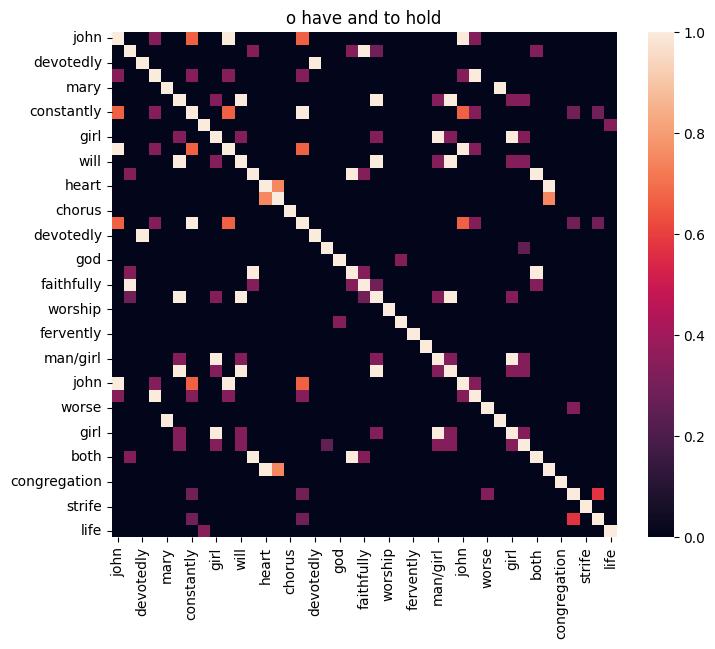 o have and to hold
john
devotedly
mary
constantly
girl
will
heart
chorus
devotedly
god
faithfully
worship
fervently
man/girl
john
worse
girl
both
congregation
strife
life
john
devotedly
mary
constantly
girl
will
heart
chorus
devotedly
god
faithfully
worship
fervently
man/girl
john
worse
girl
both
congregation
strife
life
1.0
0.8
0.6
0.4
0.2
0.0